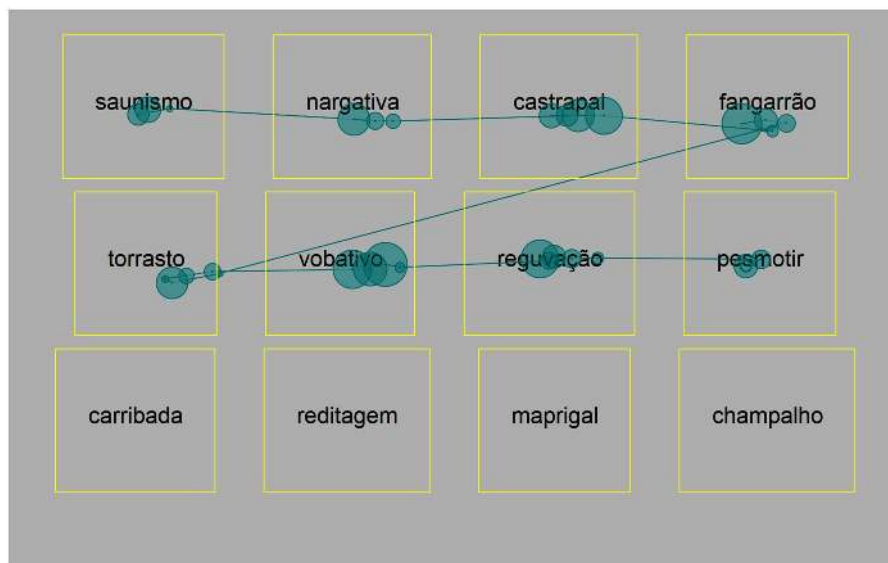 saunismo nargativa castrapal fangarrão
torrasto vobativo reguvação pesmotir
carribada reditagem maprigal champalho